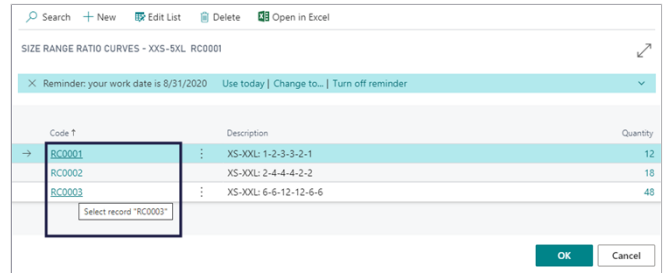 Search + New Edit List Delete Open in Excel
SIZE RANGE RATIO CURVES - XXS-5XL RC0001
Reminder: your work date is 8/31/2020 Use today | Change to... | Turn off reminder
Code ↑ Description Quantity
→ RC0001 XS-XXL: 1-2-3-3-2-1 12
RC0002 XS-XXL: 2-4-4-4-2-2 18
RC0003 XS-XXL: 6-6-12-12-6-6 48
Select record "RC0003"
OK Cancel